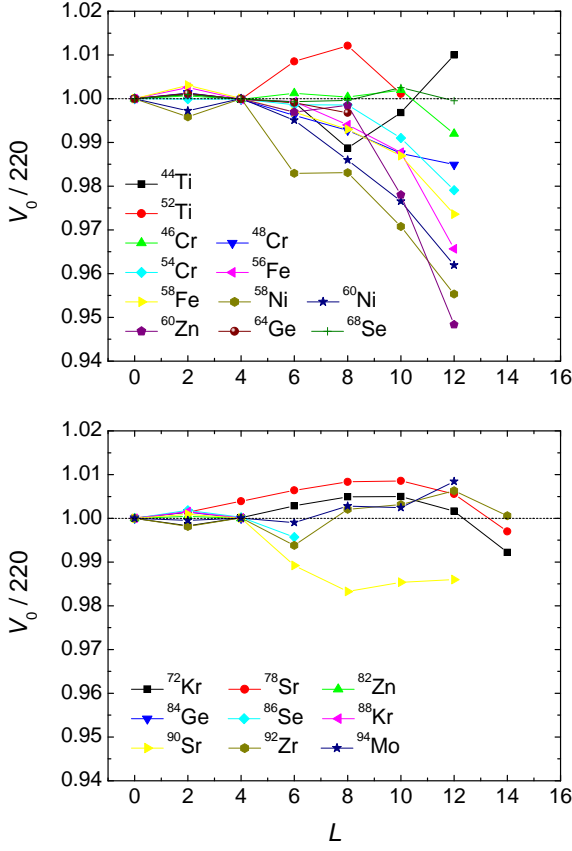 1.02
1.01
1.00
0.99
0.98
0.97
0.96
0.95
0.94
V₀ / 220
⁴⁴Ti
⁵²Ti
⁴⁶Cr ⁴⁸Cr
⁵⁴Cr ⁵⁶Fe
⁵⁸Fe ⁵⁸Ni ⁶⁰Ni
⁶⁰Zn ⁶⁴Ge ⁶⁸Se
0 2 4 6 8 10 12 14 16
1.02
1.01
1.00
0.99
0.98
0.97
0.96
0.95
0.94
V₀ / 220
⁷²Kr ⁷⁸Sr ⁸²Zn
⁸⁴Ge ⁸⁶Se ⁸⁸Kr
⁹⁰Sr ⁹²Zr ⁹⁴Mo
0 2 4 6 8 10 12 14 16
L